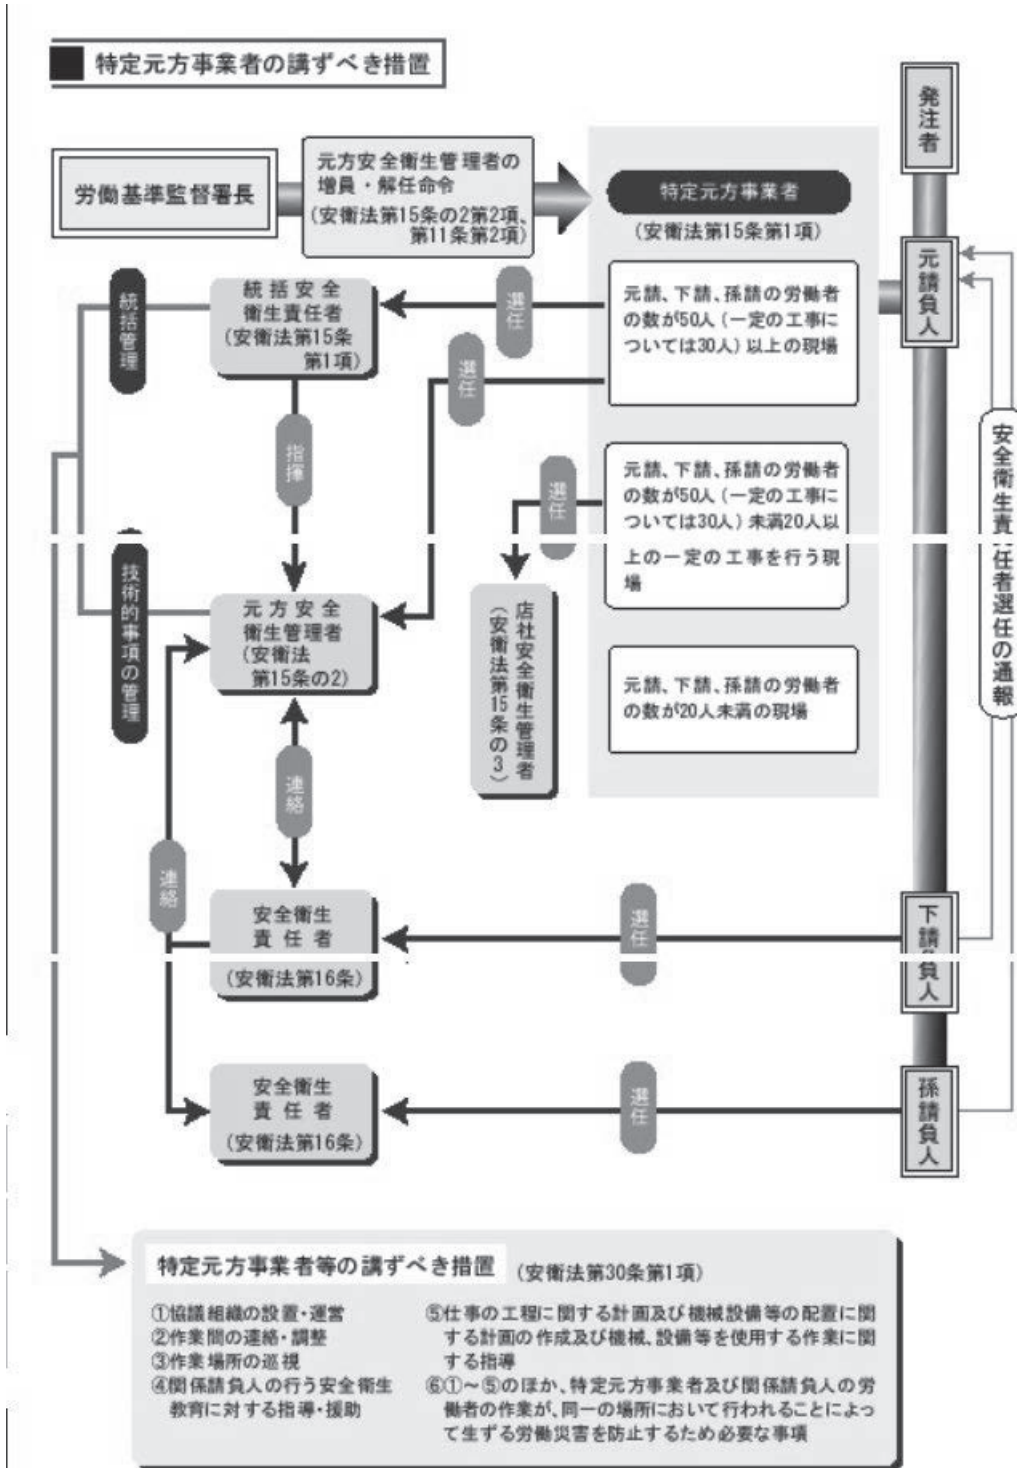 特定元方事業者の講ずべき措置
発注者
労働基準監督署長
元方安全衛生管理者の
増員・解任命令
(安衛法第15条の2第2項、
第11条第2項)
特定元方事業者
(安衛法第15条第1項)
元請負人
統括管理
統括安全
衛生責任者
(安衛法第15条
第1項)
選任
元請、下請、孫請の労働者
の数が50人(一定の工事に
ついては30人)以上の現場
選任
指揮
選任
元請、下請、孫請の労働者
の数が50人(一定の工事に
ついては30人)未満20人以
上の一定の工事を行う現
場
安全衛生責任者選任の通報
技術的事項の管理
元方安全
衛生管理者
(安衛法
第15条の2)
店社安全衛生管理者
(安衛法第15条の3)
元請、下請、孫請の労働者
の数が20人未満の現場
連絡
連絡
安全衛生
責任者
(安衛法第16条)
選任
下請負人
安全衛生
責任者
(安衛法第16条)
選任
孫請負人
特定元方事業者等の講ずべき措置 (安衛法第30条第1項)
①協議組織の設置・運営
②作業間の連絡・調整
③作業場所の巡視
④関係請負人の行う安全衛生
教育に対する指導・援助
⑤仕事の工程に関する計画及び機械設備等の配置に関
する計画の作成及び機械、設備等を使用する作業に関
する指導
⑥①~⑤のほか、特定元方事業者及び関係請負人の労
働者の作業が、同一の場所において行われることによっ
て生ずる労働災害を防止するため必要な事項